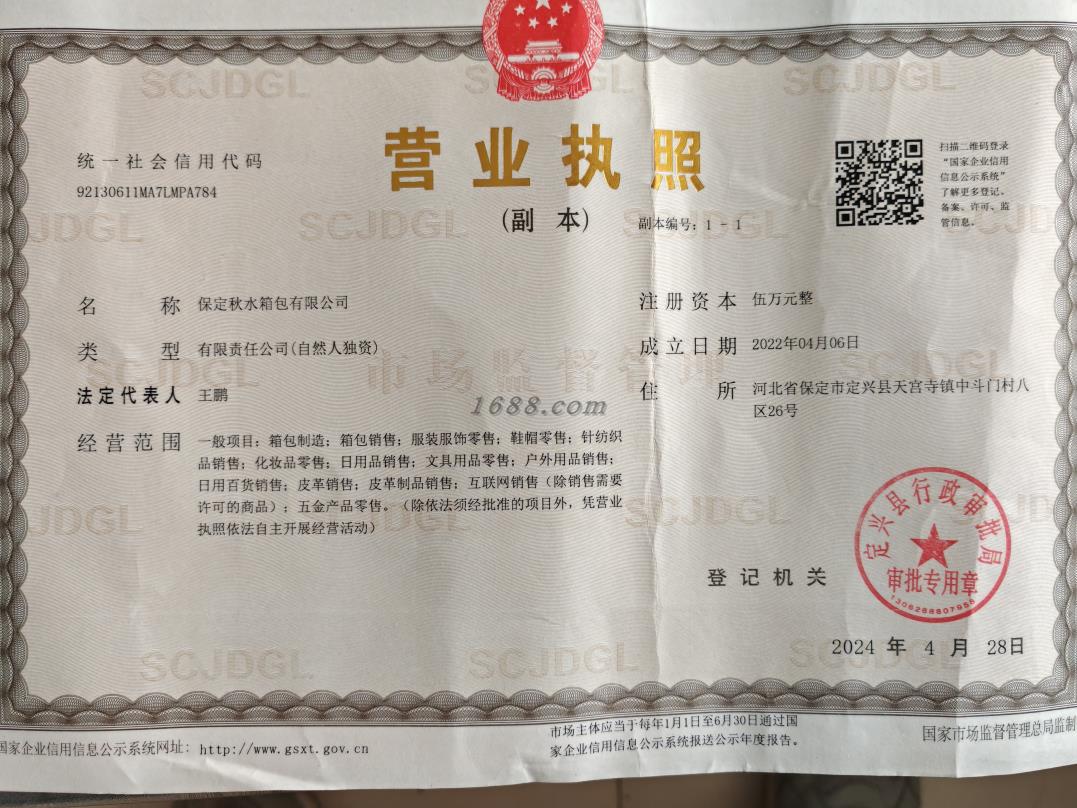 营业执照
（副 本）
副本编号：1 - 1
统一社会信用代码
92130611MA7LMPA784
扫描二维码登录
“国家企业信用
信息公示系统”
了解更多登记、
备案、许可、监
管信息。
名 称 保定秋水箱包有限公司
类 型 有限责任公司(自然人独资)
法定代表人 王鹏
经营范围 一般项目：箱包制造；箱包销售；服装服饰零售；鞋帽零售；针纺织
品销售；化妆品零售；日用品销售；文具用品零售；户外用品销售；
日用百货销售；皮革销售；皮革制品销售；互联网销售（除销售需要
许可的商品）；五金产品零售。（除依法须经批准的项目外，凭营业
执照依法自主开展经营活动）
注册资本 伍万元整
成立日期 2022年04月06日
住 所 河北省保定市定兴县天宫寺镇中斗门村八
区26号
1688.com
市场监督管理
SCJDGL
登记机关
定兴县行政审批局
审批专用章
2024 年 4 月 28日
国家企业信用信息公示系统网址：http://www.gsxt.gov.cn
市场主体应当于每年1月1日至6月30日通过国
家企业信用信息公示系统报送公示年度报告。
国家市场监督管理总局监制